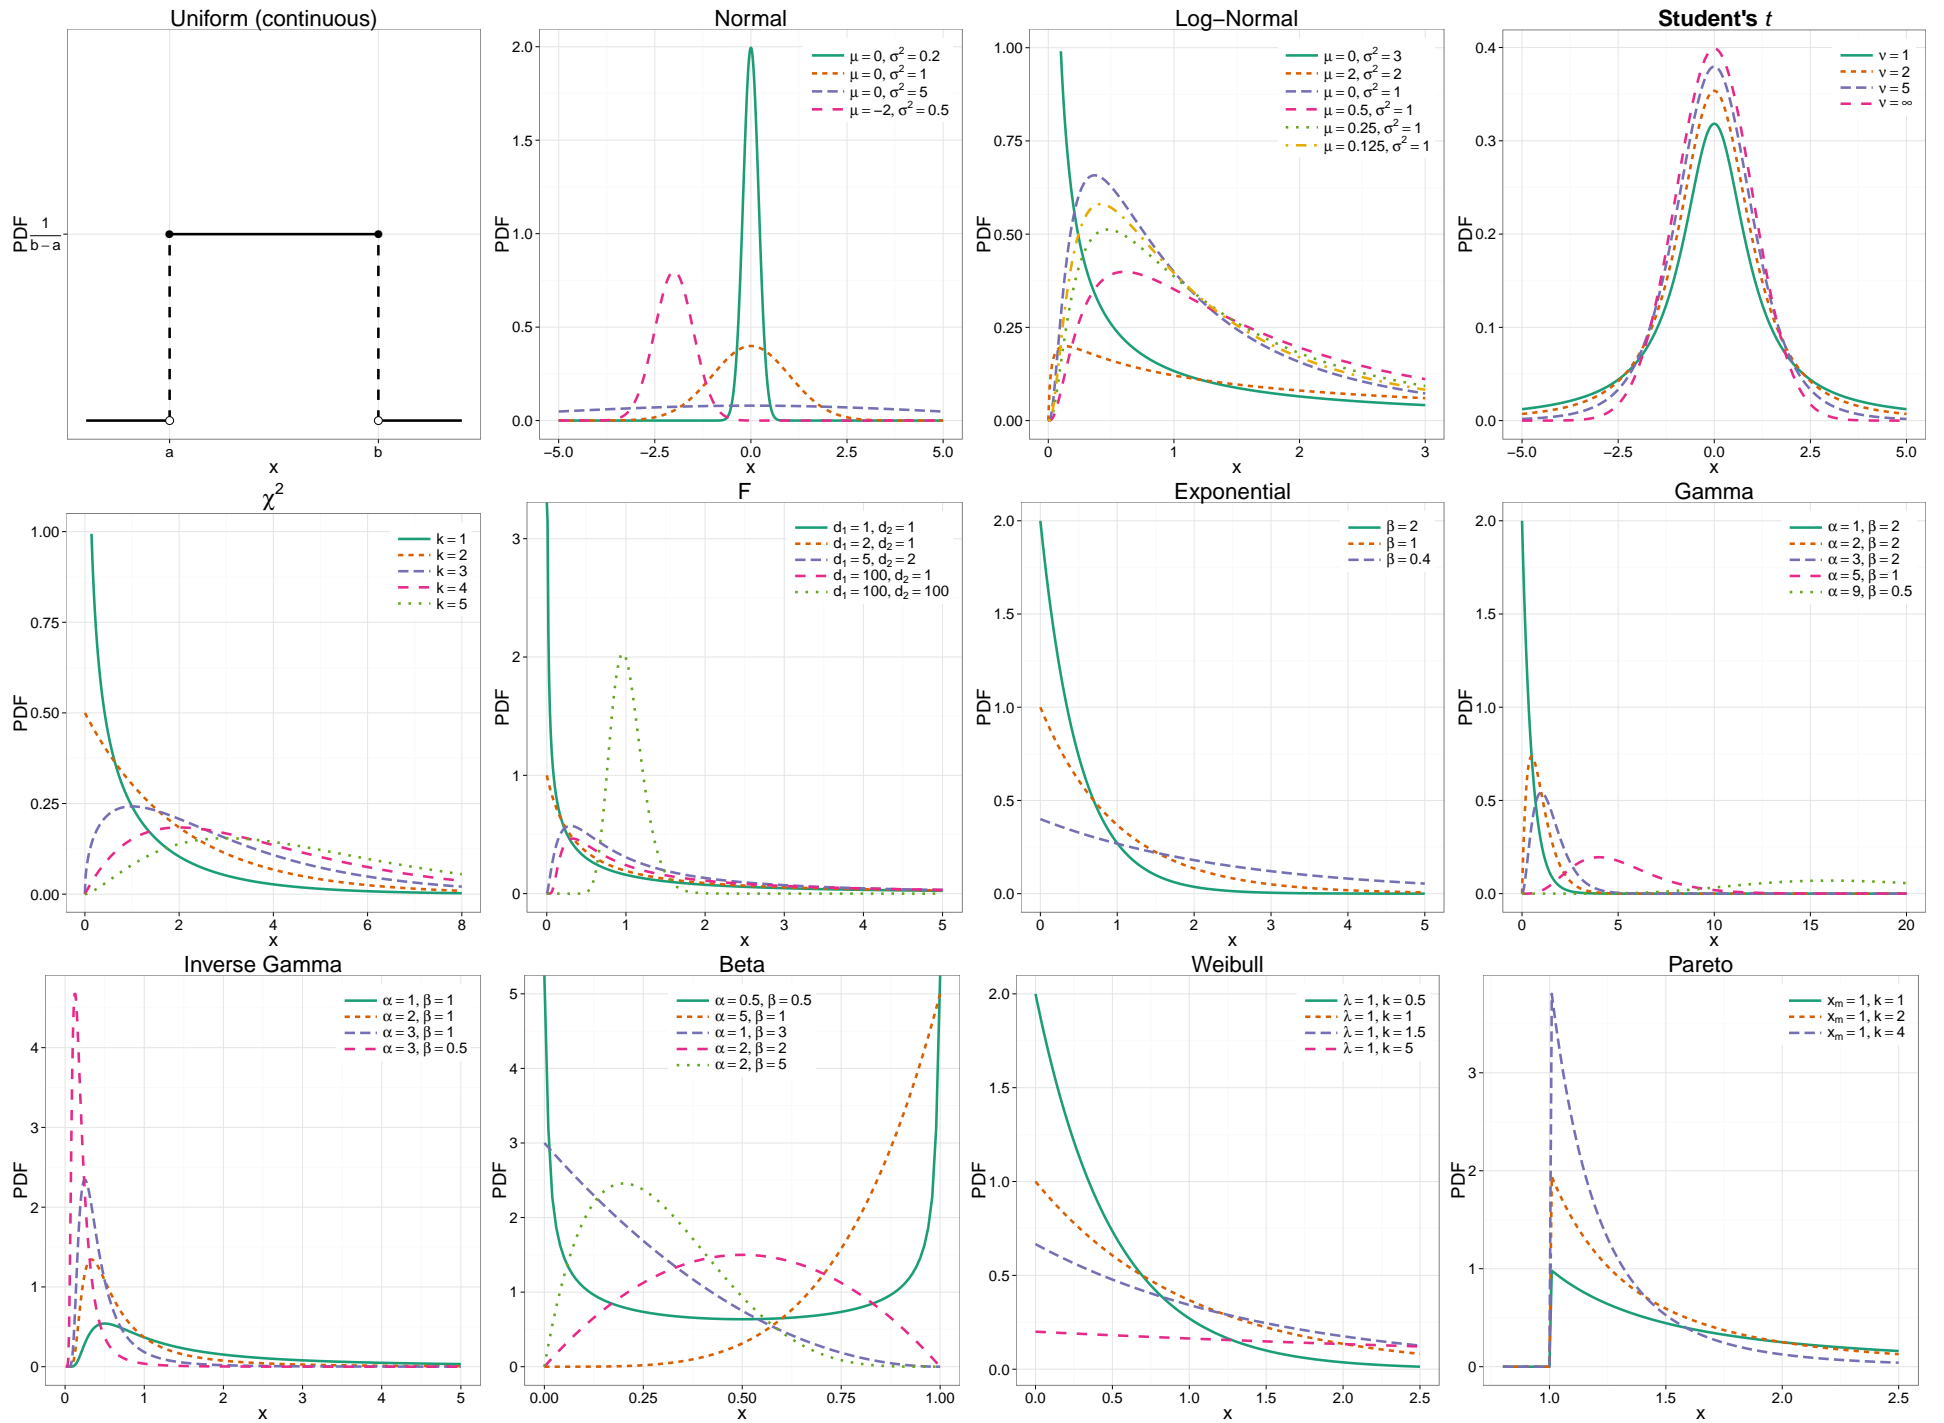 Uniform (continuous)
PDF
1
b − a
a
b
x
Normal
PDF
2.0
1.5
1.0
0.5
0.0
μ = 0, σ² = 0.2
μ = 0, σ² = 1
μ = 0, σ² = 5
μ = −2, σ² = 0.5
−5.0
−2.5
0.0
2.5
5.0
x
Log−Normal
PDF
1.00
0.75
0.50
0.25
0.00
μ = 0, σ² = 3
μ = 2, σ² = 2
μ = 0, σ² = 1
μ = 0.5, σ² = 1
μ = 0.25, σ² = 1
μ = 0.125, σ² = 1
0
1
2
3
x
Student's t
PDF
0.4
0.3
0.2
0.1
0.0
ν = 1
ν = 2
ν = 5
ν = ∞
−5.0
−2.5
0.0
2.5
5.0
x
χ²
PDF
1.00
0.75
0.50
0.25
0.00
k = 1
k = 2
k = 3
k = 4
k = 5
0
2
4
6
8
x
F
PDF
3
2
1
0
d₁ = 1, d₂ = 1
d₁ = 2, d₂ = 1
d₁ = 5, d₂ = 2
d₁ = 100, d₂ = 1
d₁ = 100, d₂ = 100
0
1
2
3
4
5
x
Exponential
PDF
2.0
1.5
1.0
0.5
0.0
β = 2
β = 1
β = 0.4
0
1
2
3
4
5
x
Gamma
PDF
2.0
1.5
1.0
0.5
0.0
α = 1, β = 2
α = 2, β = 2
α = 3, β = 2
α = 5, β = 1
α = 9, β = 0.5
0
5
10
15
20
x
Inverse Gamma
PDF
4
3
2
1
0
α = 1, β = 1
α = 2, β = 1
α = 3, β = 1
α = 3, β = 0.5
0
1
2
3
4
5
x
Beta
PDF
5
4
3
2
1
0
α = 0.5, β = 0.5
α = 5, β = 1
α = 1, β = 3
α = 2, β = 2
α = 2, β = 5
0.00
0.25
0.50
0.75
1.00
x
Weibull
PDF
2.0
1.5
1.0
0.5
0.0
λ = 1, k = 0.5
λ = 1, k = 1
λ = 1, k = 1.5
λ = 1, k = 5
0.0
0.5
1.0
1.5
2.0
2.5
x
Pareto
PDF
3
2
1
0
xₘ = 1, k = 1
xₘ = 1, k = 2
xₘ = 1, k = 4
1.0
1.5
2.0
2.5
x